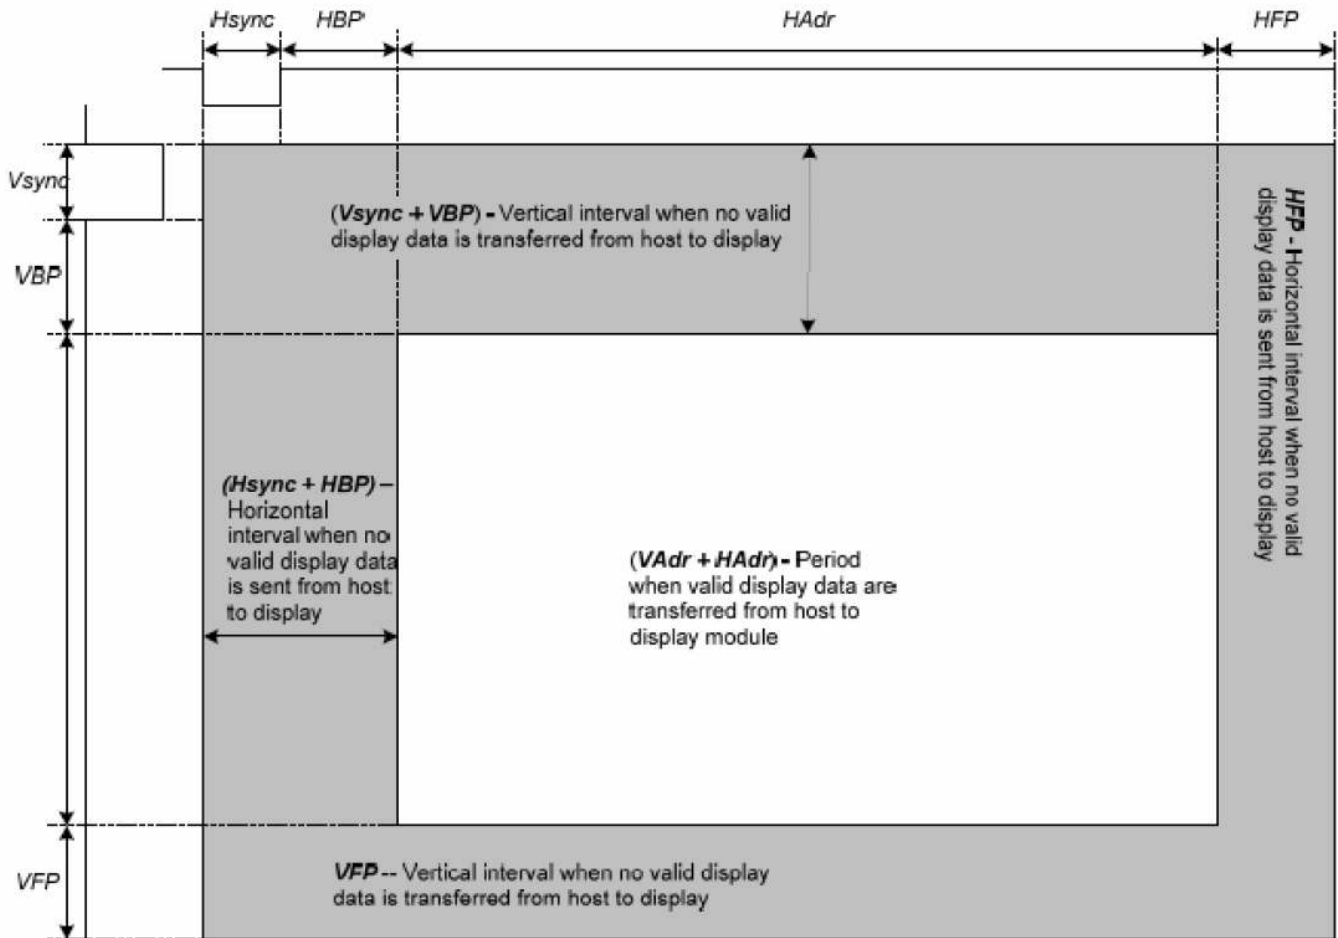 Hsync HBP HAdr HFP
Vsync
VBP
(Vsync + VBP) - Vertical interval when no valid
display data is transferred from host to display
HFP - Horizontal interval when no valid
display data is sent from host to display
(Hsync + HBP) –
Horizontal
interval when no
valid display data
is sent from host
to display
(VAdr + HAdr) - Period
when valid display data are
transferred from host to
display module
VFP
VFP -- Vertical interval when no valid display
data is transferred from host to display